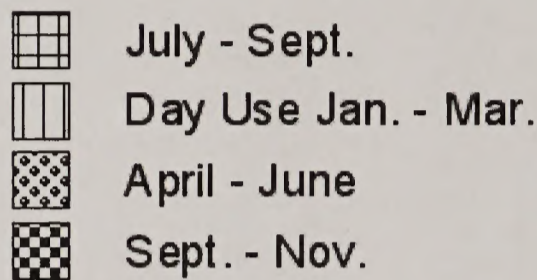 July - Sept.
Day Use Jan. - Mar.
April - June
Sept. - Nov.